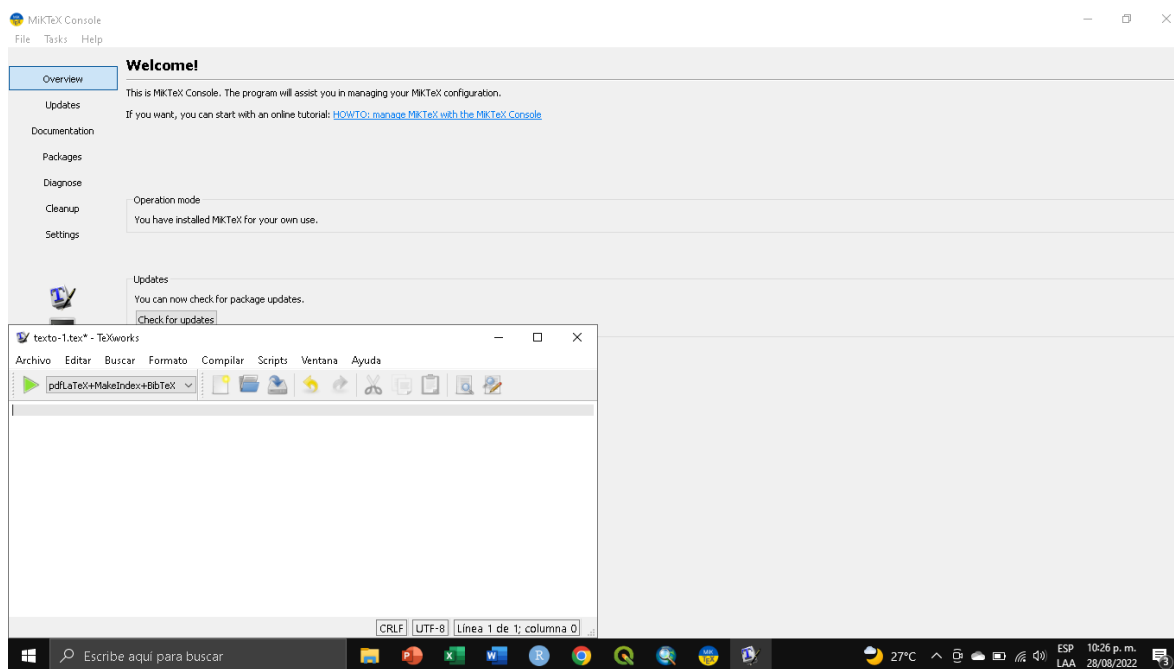 MiKTeX Console
File Tasks Help
Overview
Updates
Documentation
Packages
Diagnose
Cleanup
Settings
Welcome!
This is MiKTeX Console. The program will assist you in managing your MiKTeX configuration.
If you want, you can start with an online tutorial: HOWTO: manage MiKTeX with the MiKTeX Console
Operation mode
You have installed MiKTeX for your own use.
Updates
You can now check for package updates.
Check for updates
texto-1.tex* - TeXworks
Archivo Editar Buscar Formato Compilar Scripts Ventana Ayuda
pdfLaTeX+MakeIndex+BibTeX
CRLF UTF-8 Línea 1 de 1; columna 0
Escribe aquí para buscar
27°C
ESP
LAA
10:26 p. m.
28/08/2022
3